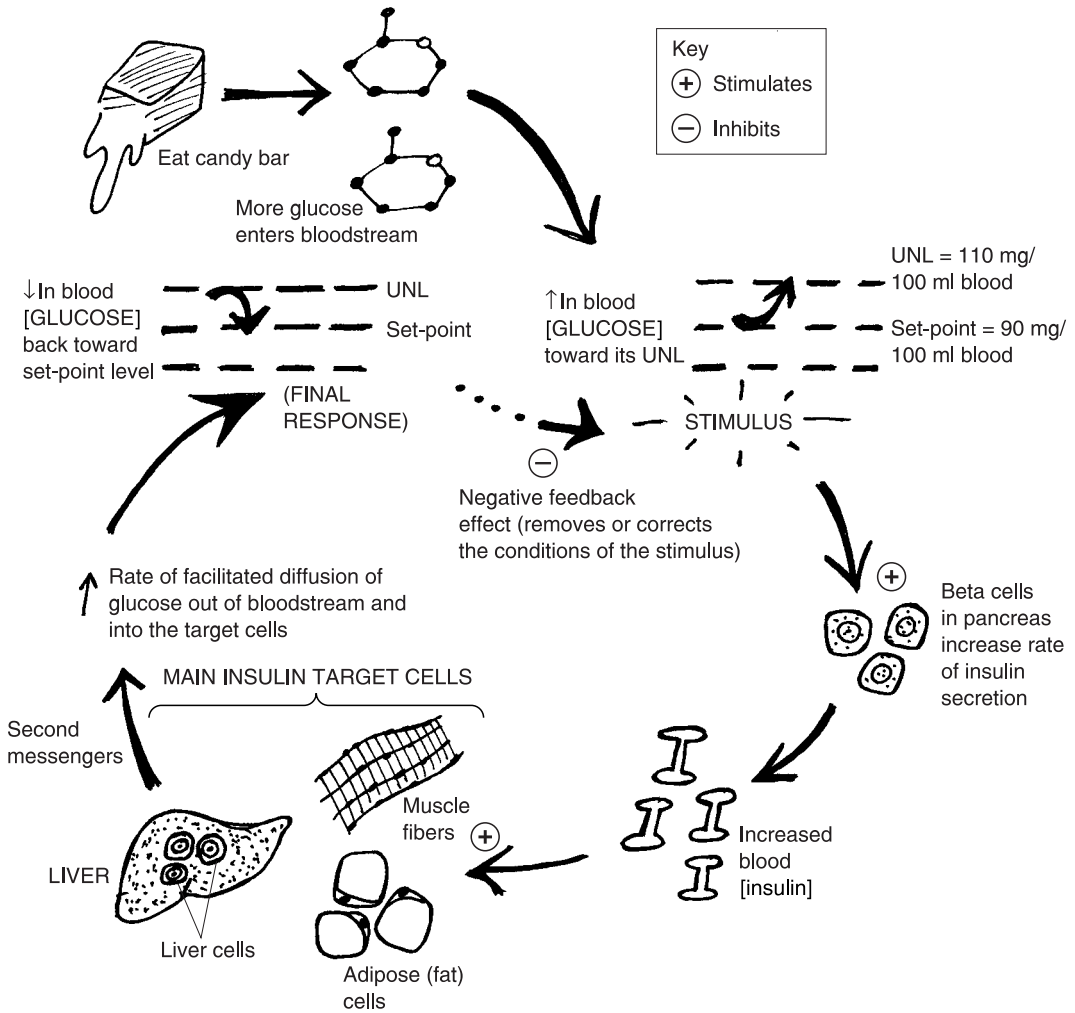 Key
+ Stimulates
− Inhibits
Eat candy bar
More glucose
enters bloodstream
↓In blood
[GLUCOSE]
back toward
set-point level
UNL
Set-point
(FINAL
RESPONSE)
↑In blood
[GLUCOSE]
toward its UNL
UNL = 110 mg/
100 ml blood
Set-point = 90 mg/
100 ml blood
STIMULUS
−
Negative feedback
effect (removes or corrects
the conditions of the stimulus)
+
Beta cells
in pancreas
increase rate
of insulin
secretion
Increased
blood
[insulin]
+
MAIN INSULIN TARGET CELLS
Muscle
fibers
Adipose (fat)
cells
LIVER
Liver cells
Second
messengers
↑ Rate of facilitated diffusion of
glucose out of bloodstream and
into the target cells